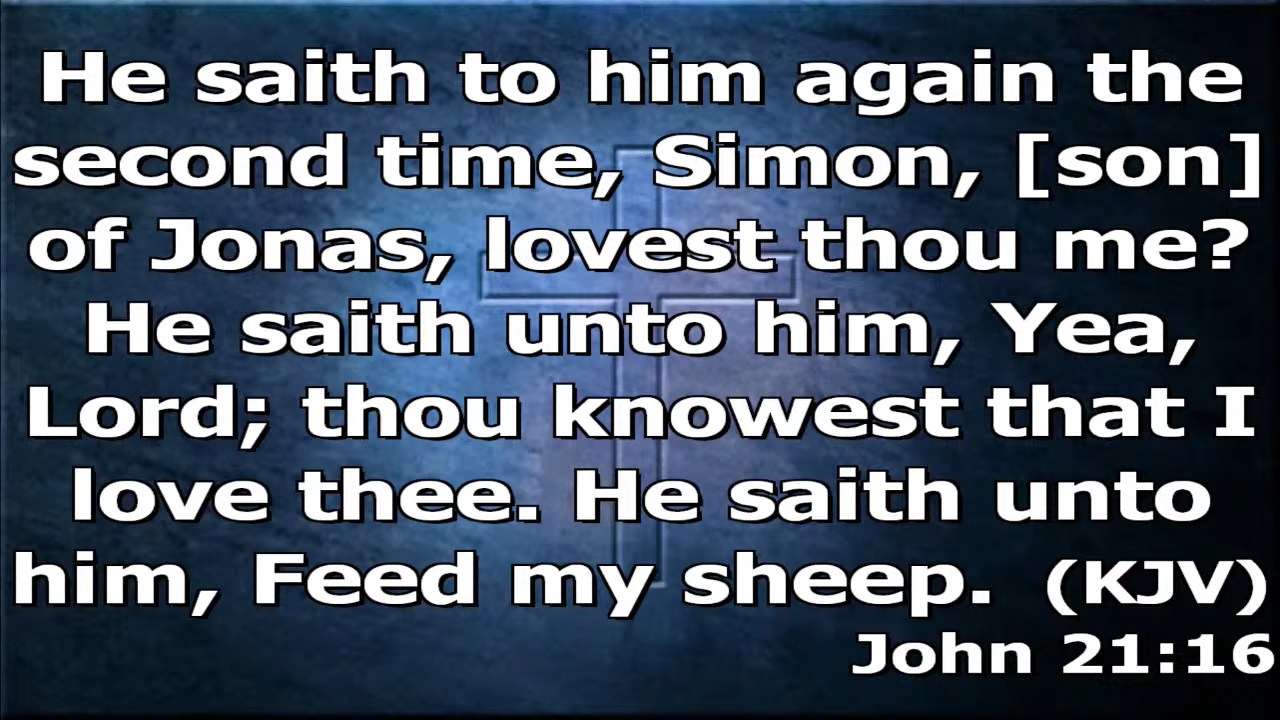 He saith to him again the
second time, Simon, [son]
of Jonas, lovest thou me?
He saith unto him, Yea,
Lord; thou knowest that I
love thee. He saith unto
him, Feed my sheep. (KJV)
John 21:16